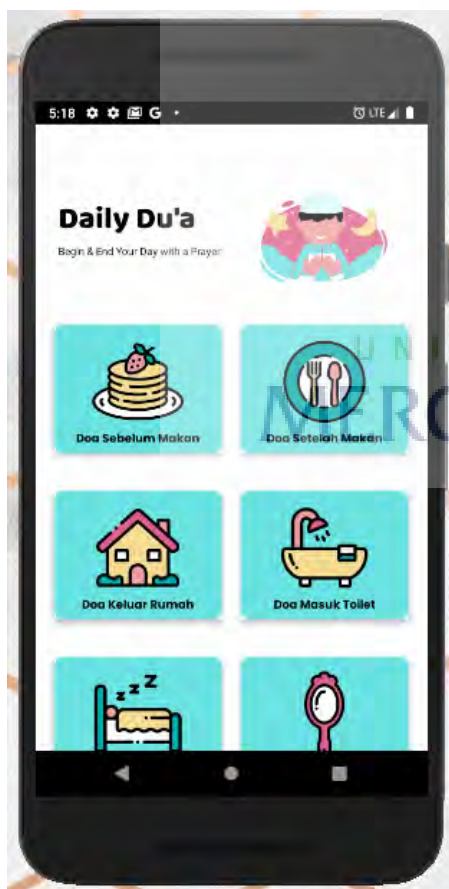 5:18
G
LTE
Daily Du'a
Begin & End Your Day with a Prayer
Doa Sebelum Makan
Doa Setelah Makan
Doa Keluar Rumah
Doa Masuk Toilet
z z Z
UNI
MERC